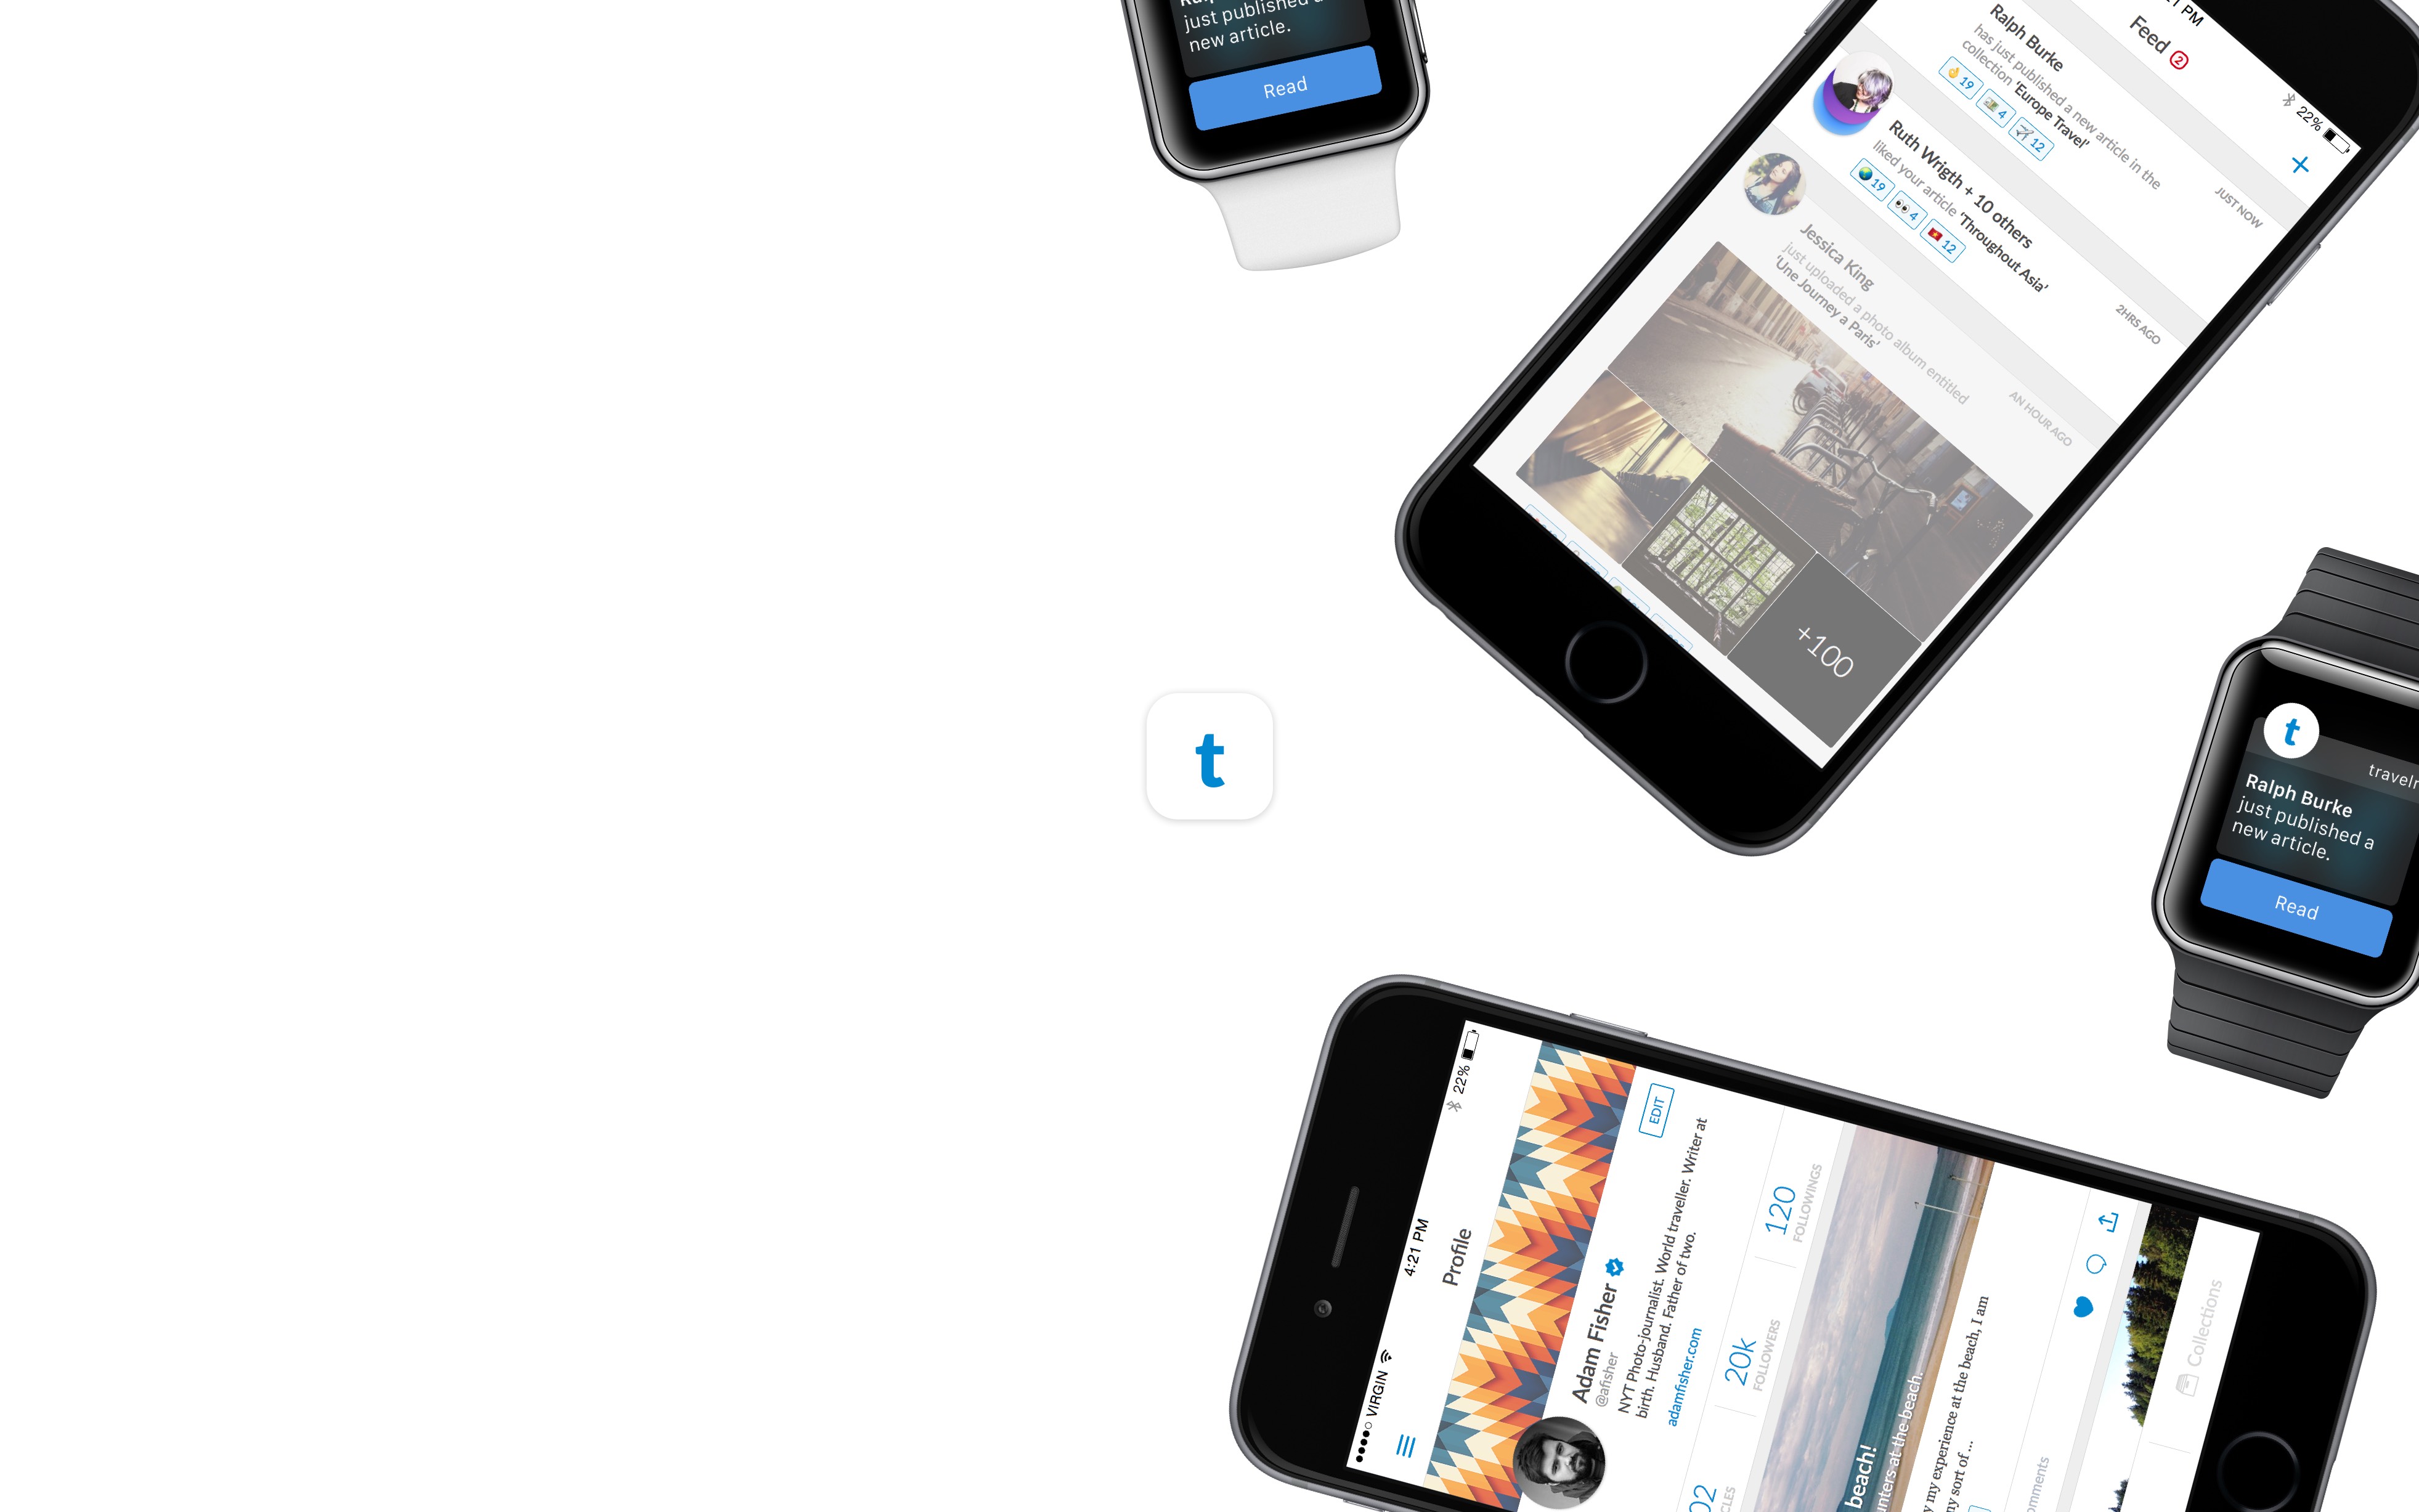 just published a
new article.
Read
PM
Feed 2
22%
Ralph Burke
JUST NOW
has just published a new article in the
collection 'Europe Travel'
19 4 12
Ruth Wrigth + 10 others
2HRS AGO
liked your article 'Throughout Asia'
19 4 12
Jessica King
AN HOUR AGO
just uploaded a photo album entitled
'Une Journey a Paris'
+100
t
t
Ralph Burke
just published a
new article.
Read
VIRGIN
4:21 PM
22%
Profile
EDIT
Adam Fisher
@afisher
NYT Photo-journalist. World traveller. Writer at
birth. Husband. Father of two.
adamfisher.com
20k
FOLLOWERS
120
FOLLOWINGS
beach!
at the beach.
my experience at the beach, I am
sort of ...
Collections